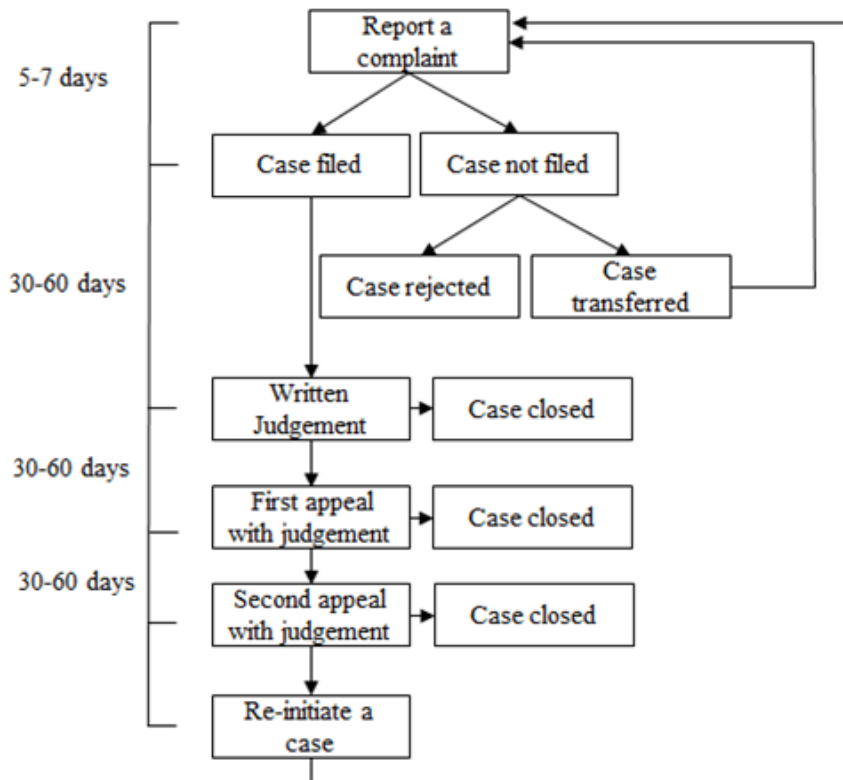 Report a
complaint
5-7 days
Case filed
Case not filed
30-60 days
Case rejected
Case
transferred
Written
Judgement
Case closed
30-60 days
First appeal
with judgement
Case closed
30-60 days
Second appeal
with judgement
Case closed
Re-initiate a
case